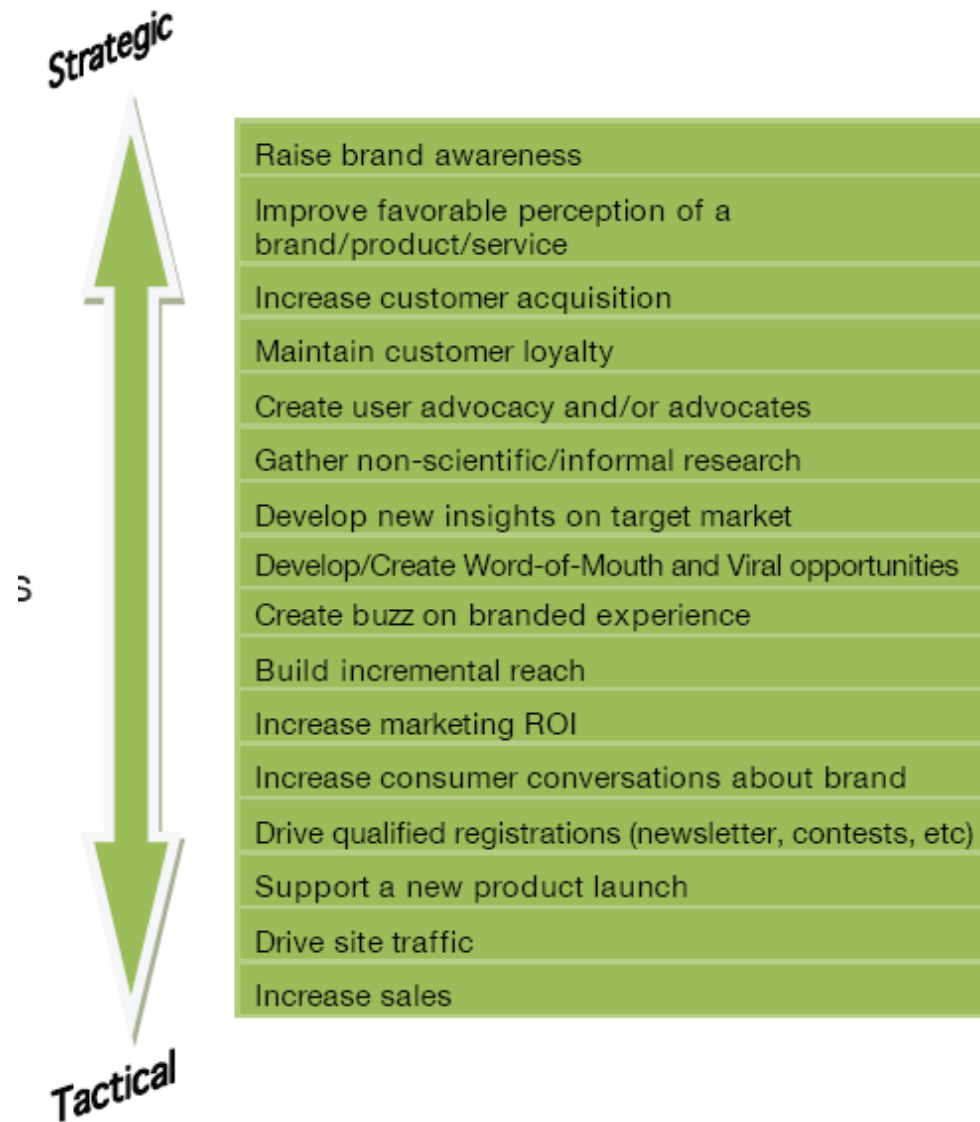 Strategic
Raise brand awareness
Improve favorable perception of a
brand/product/service
Increase customer acquisition
Maintain customer loyalty
Create user advocacy and/or advocates
Gather non-scientific/informal research
Develop new insights on target market
Develop/Create Word-of-Mouth and Viral opportunities
s
Create buzz on branded experience
Build incremental reach
Increase marketing ROI
Increase consumer conversations about brand
Drive qualified registrations (newsletter, contests, etc)
Support a new product launch
Drive site traffic
Increase sales
Tactical